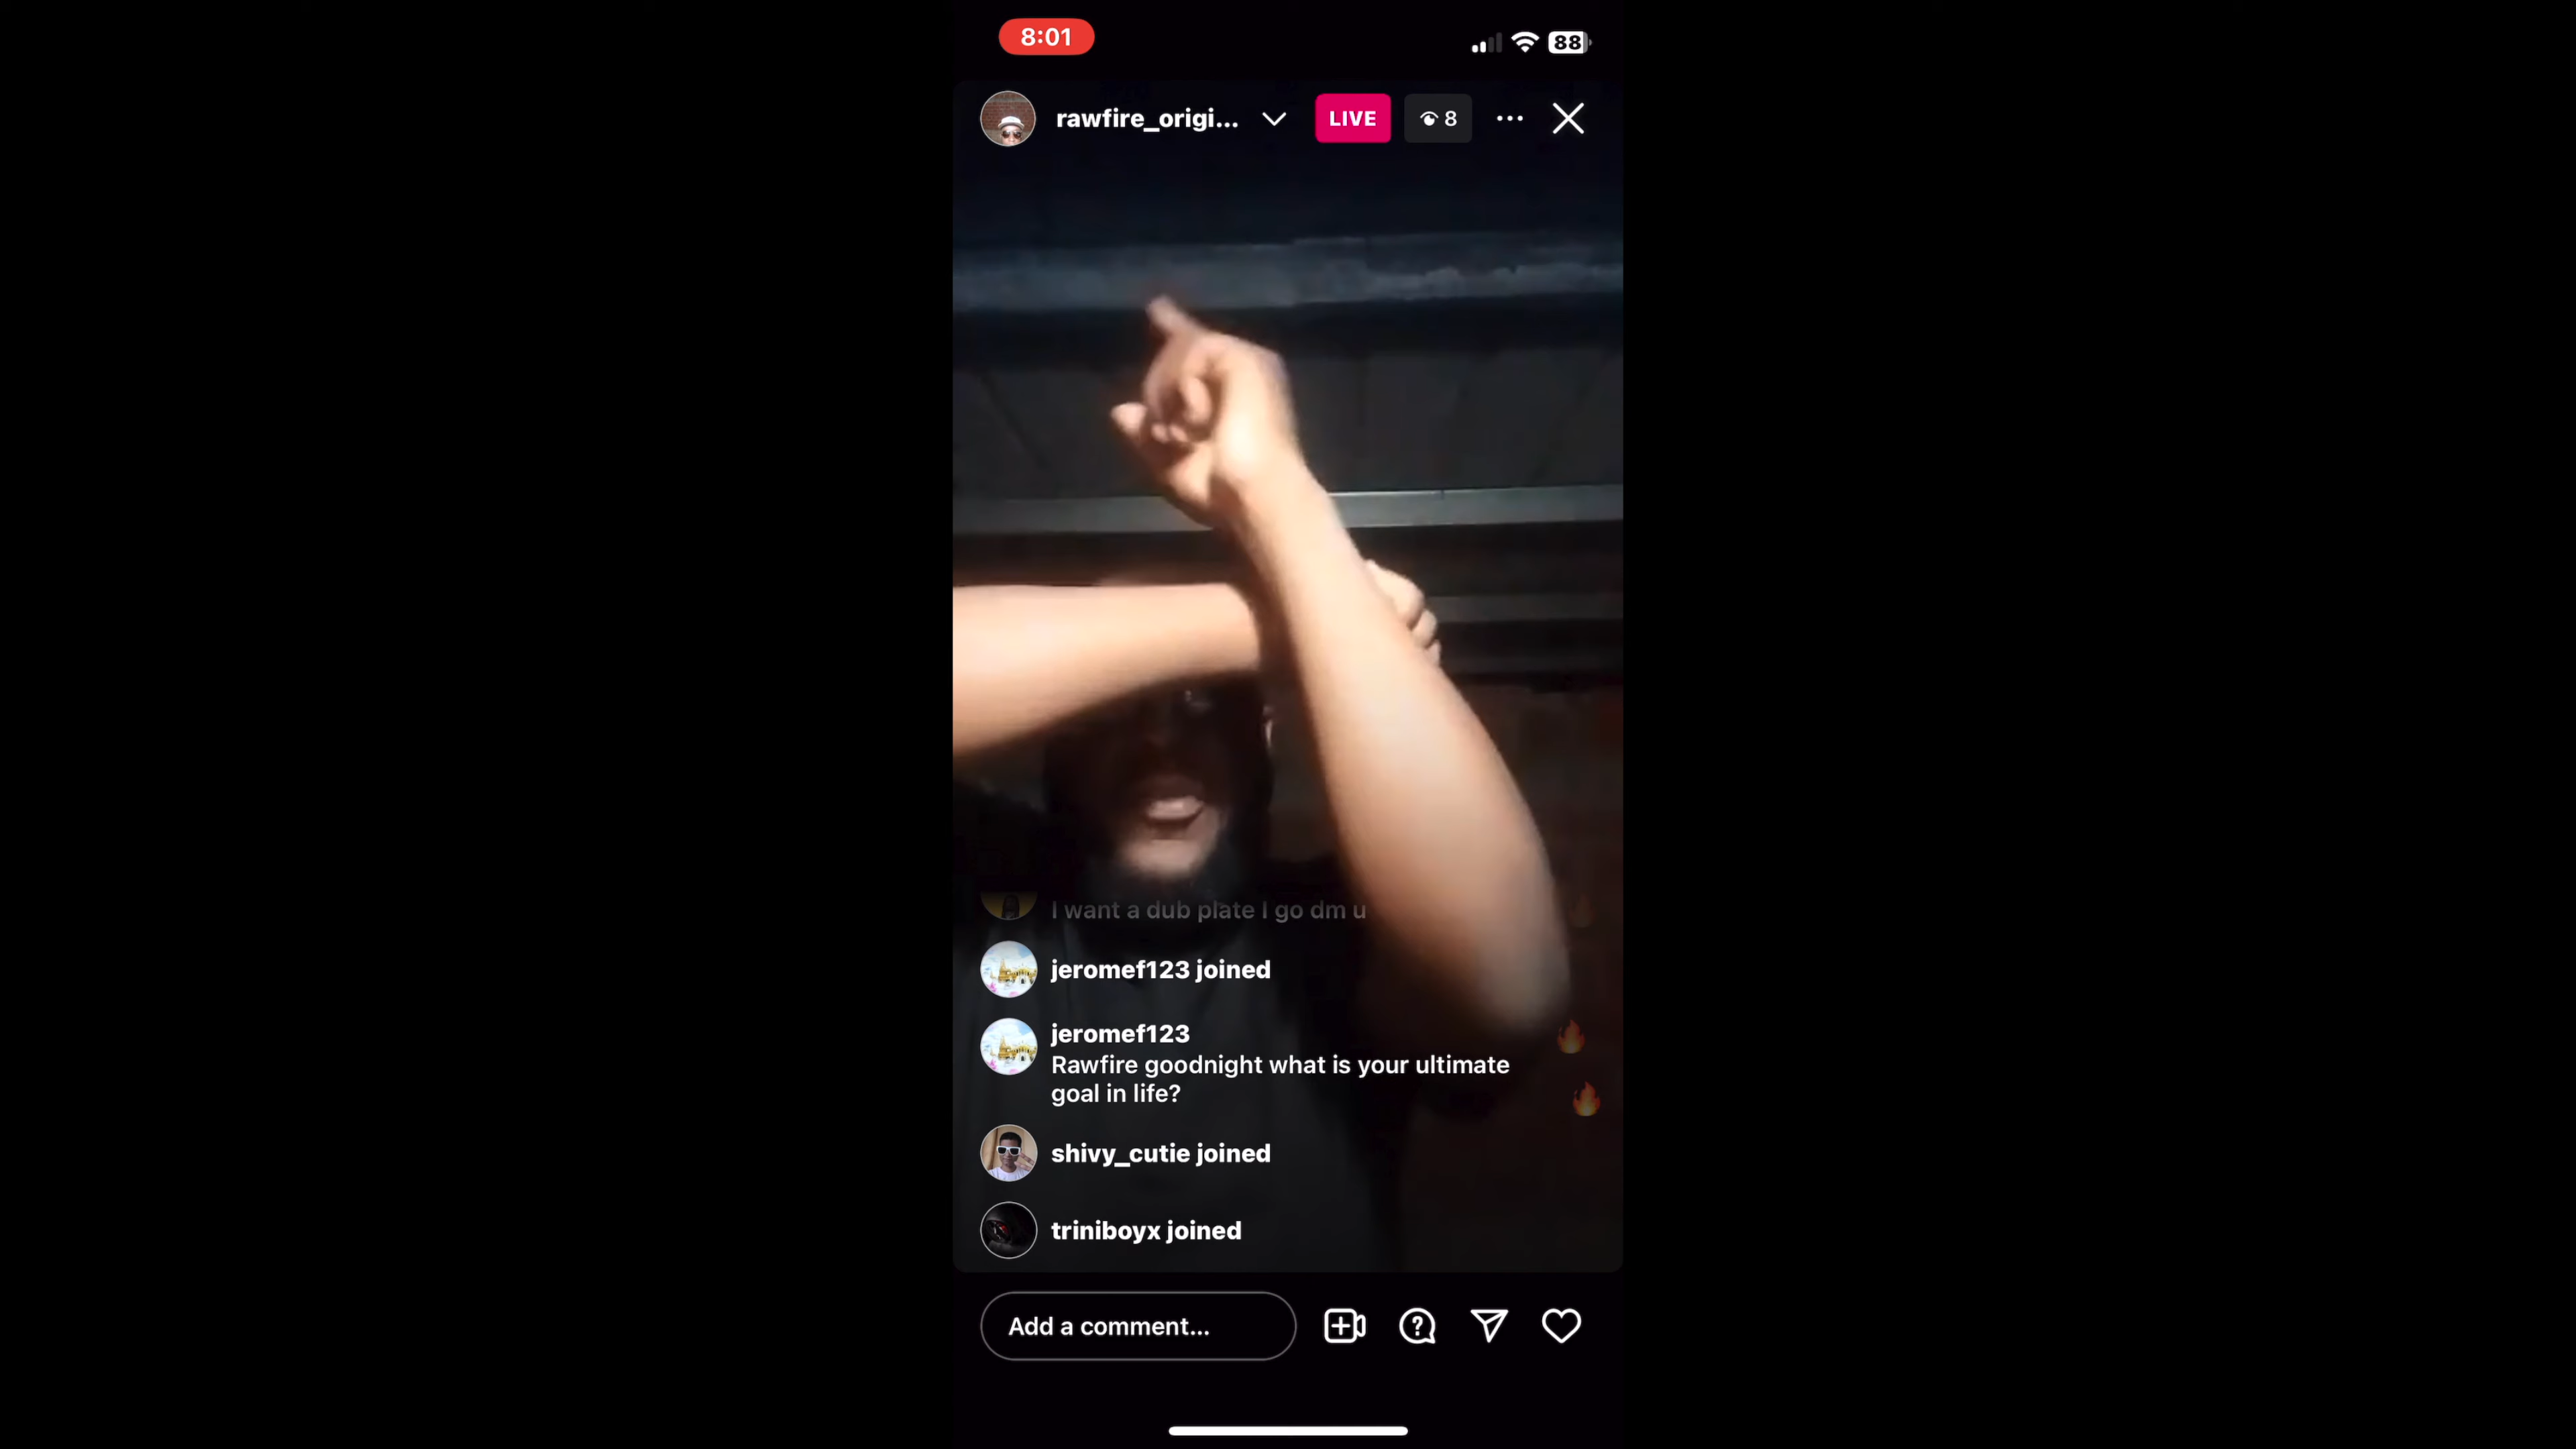 8:01
88
rawfire_origi...
LIVE
8
I want a dub plate I go dm u
jeromef123 joined
jeromef123
Rawfire goodnight what is your ultimate
goal in life?
shivy_cutie joined
triniboyx joined
Add a comment...